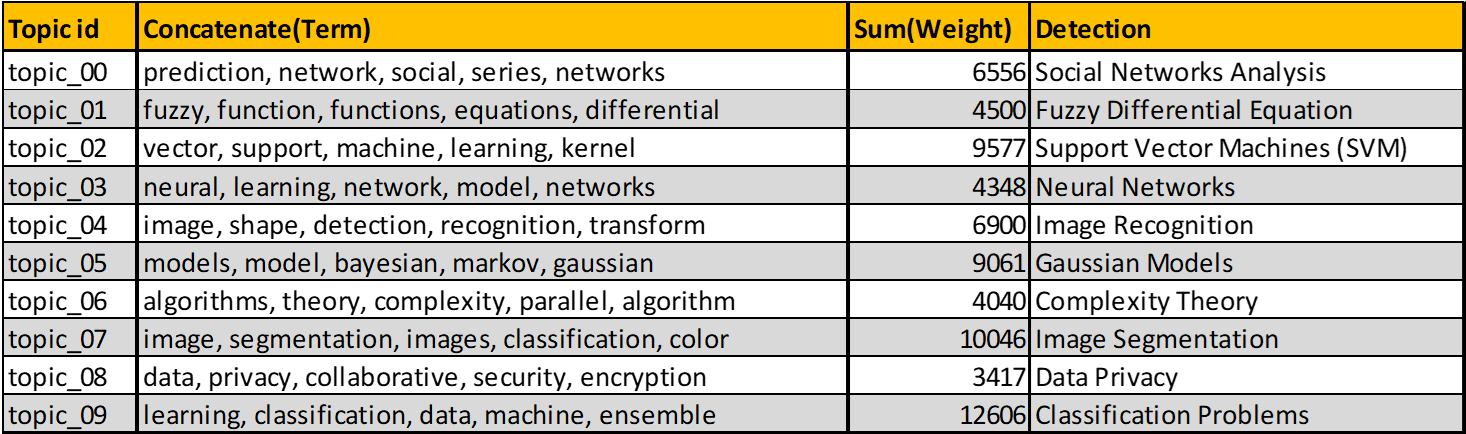 Topic id Concatenate(Term) Sum(Weight) Detection
topic_00 prediction, network, social, series, networks 6556 Social Networks Analysis
topic_01 fuzzy, function, functions, equations, differential 4500 Fuzzy Differential Equation
topic_02 vector, support, machine, learning, kernel 9577 Support Vector Machines (SVM)
topic_03 neural, learning, network, model, networks 4348 Neural Networks
topic_04 image, shape, detection, recognition, transform 6900 Image Recognition
topic_05 models, model, bayesian, markov, gaussian 9061 Gaussian Models
topic_06 algorithms, theory, complexity, parallel, algorithm 4040 Complexity Theory
topic_07 image, segmentation, images, classification, color 10046 Image Segmentation
topic_08 data, privacy, collaborative, security, encryption 3417 Data Privacy
topic_09 learning, classification, data, machine, ensemble 12606 Classification Problems